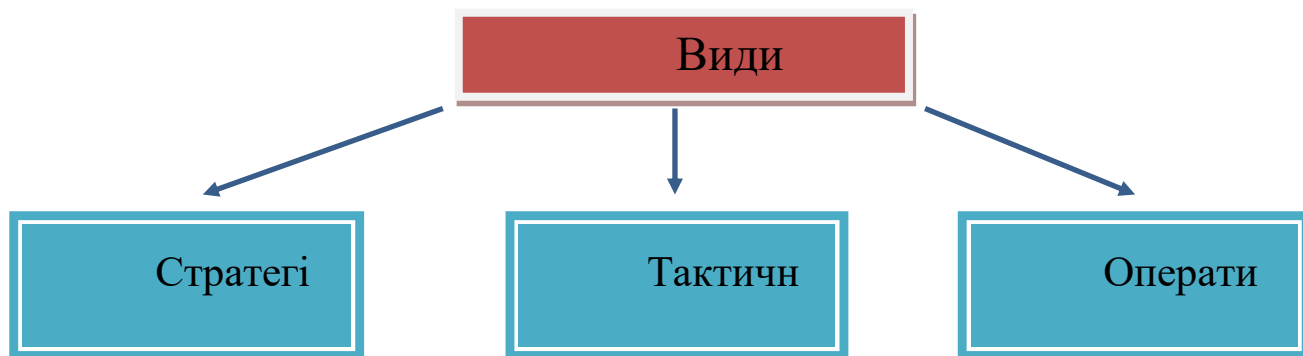 Види
Стратегі
Тактичн
Операти